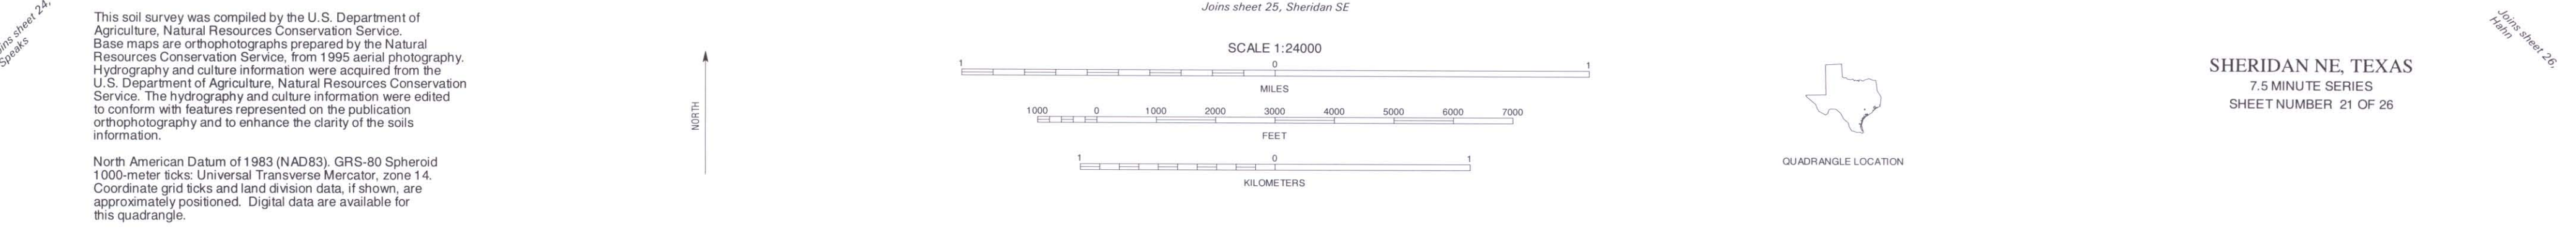 Joins sheet 24,
Speaks
This soil survey was compiled by the U.S. Department of
Agriculture, Natural Resources Conservation Service.
Base maps are orthophotographs prepared by the Natural
Resources Conservation Service, from 1995 aerial photography.
Hydrography and culture information were acquired from the
U.S. Department of Agriculture, Natural Resources Conservation
Service. The hydrography and culture information were edited
to conform with features represented on the publication
orthophotography and to enhance the clarity of the soils
information.
North American Datum of 1983 (NAD83). GRS-80 Spheroid
1000-meter ticks: Universal Transverse Mercator, zone 14.
Coordinate grid ticks and land division data, if shown, are
approximately positioned. Digital data are available for
this quadrangle.
NORTH
Joins sheet 25, Sheridan SE
SCALE 1:24000
1 0 1
MILES
1000 0 1000 2000 3000 4000 5000 6000 7000
FEET
1 0 1
KILOMETERS
QUADRANGLE LOCATION
SHERIDAN NE, TEXAS
7.5 MINUTE SERIES
SHEET NUMBER 21 OF 26
Joins sheet 26,
Hahn